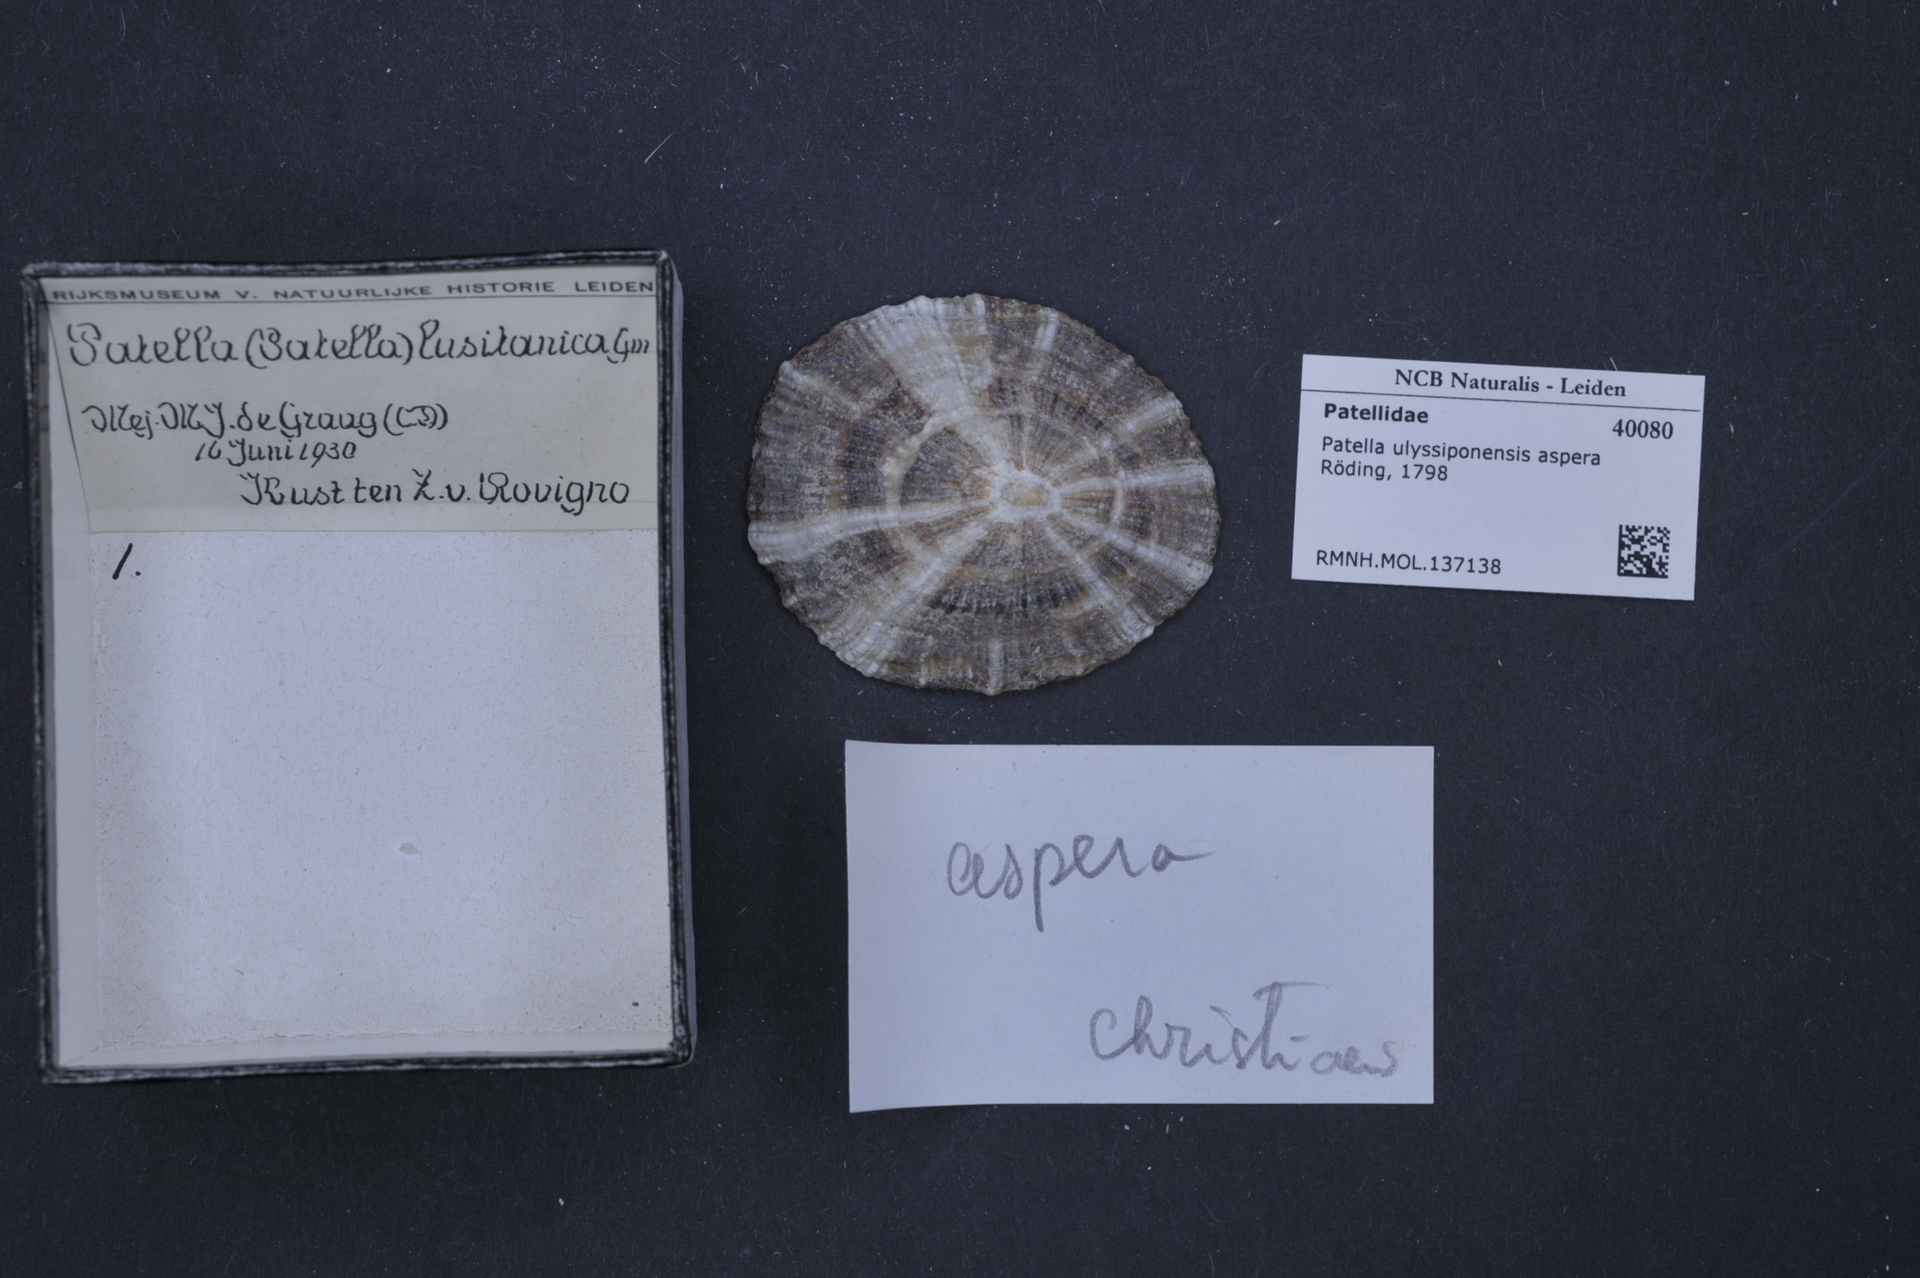 RIJKSMUSEUM V. NATUURLIJKE HISTORIE LEIDEN
Patella (Patella) lusitanica Gm
Mej. M. J. de Graag
16 Juni 1930
Kust ten Z. v. Rovigno
1.
NCB Naturalis - Leiden
Patellidae
40080
Patella ulyssiponensis aspera
Röding, 1798
RMNH.MOL.137138
aspera
christiaens